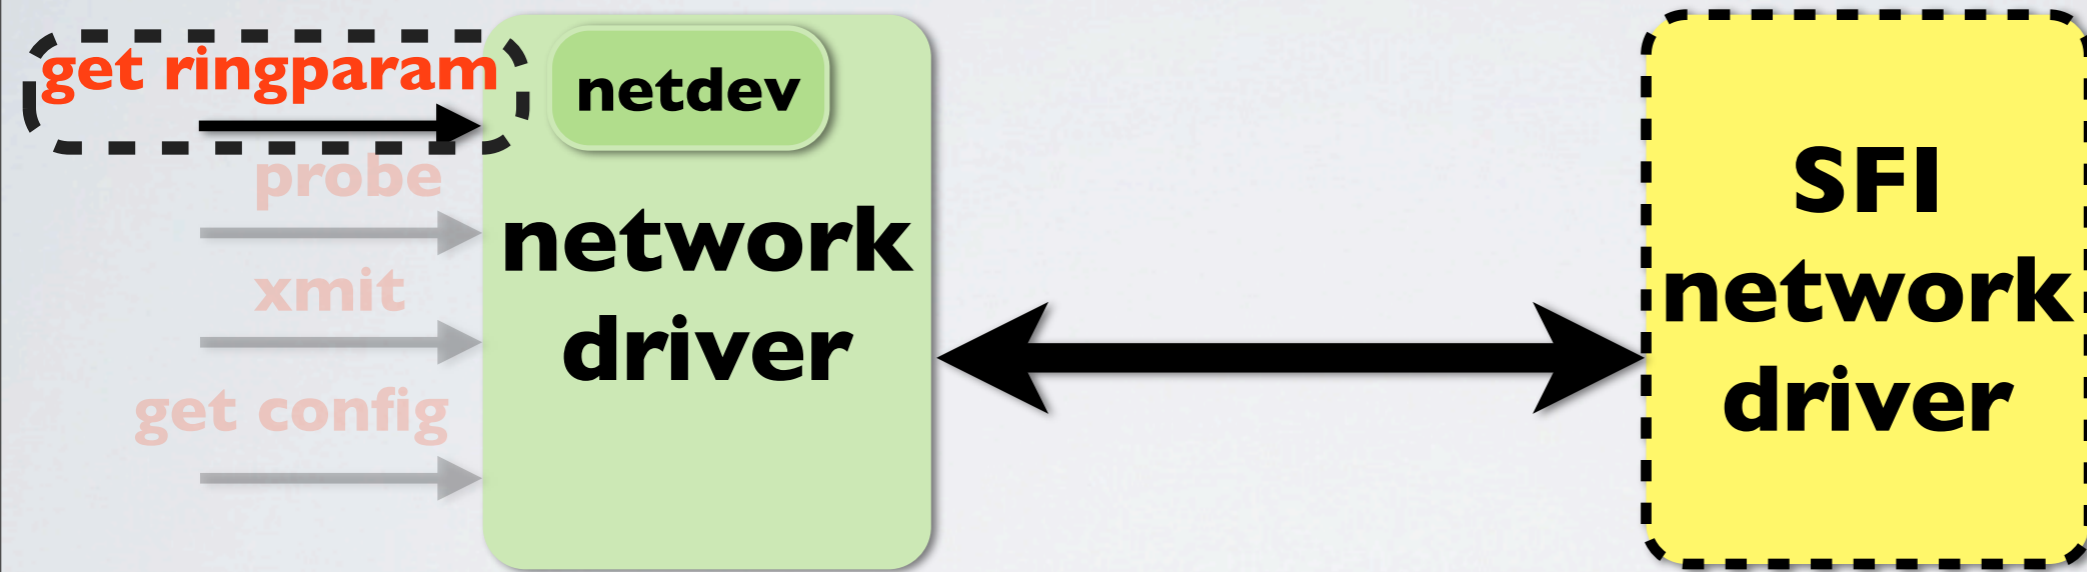 get ringparam
probe
xmit
get config
netdev
network
driver
SFI
network
driver